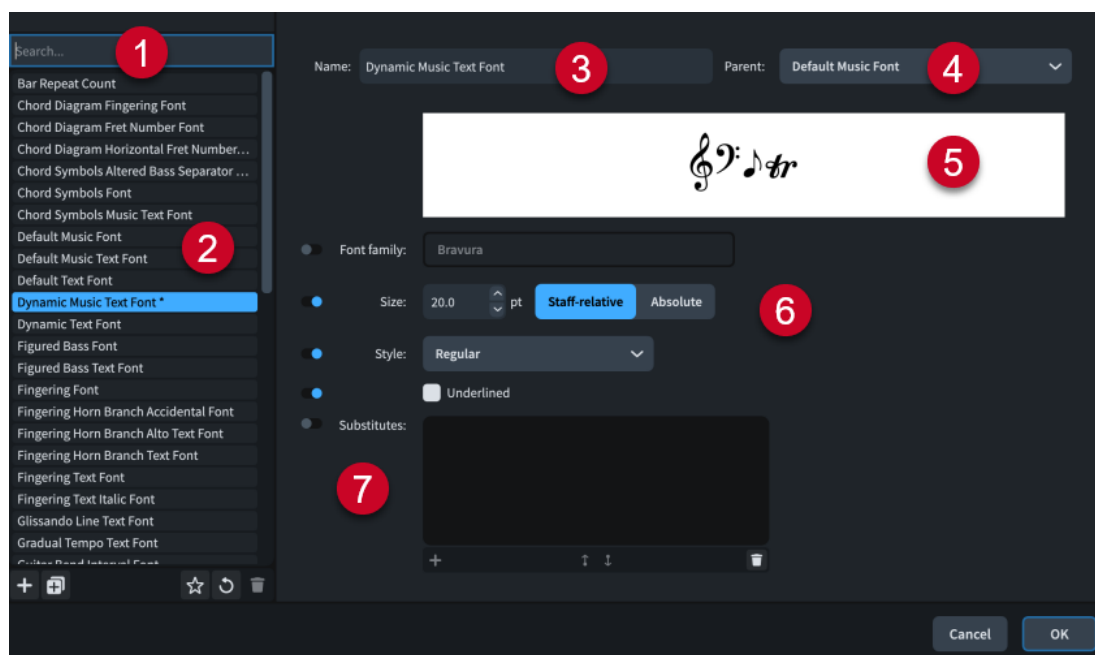 Search...
1
Name: Dynamic Music Text Font 3 Parent: Default Music Font 4
Bar Repeat Count
Chord Diagram Fingering Font
Chord Diagram Fret Number Font
Chord Diagram Horizontal Fret Number...
Chord Symbols Altered Bass Separator ...
Chord Symbols Font
Chord Symbols Music Text Font
Default Music Font
Default Music Text Font
2
Default Text Font
Dynamic Music Text Font *
Dynamic Text Font
Figured Bass Font
Figured Bass Text Font
Fingering Font
Fingering Horn Branch Accidental Font
Fingering Horn Branch Alto Text Font
Fingering Horn Branch Text Font
Fingering Text Font
Fingering Text Italic Font
Glissando Line Text Font
Gradual Tempo Text Font
Guitar Bend Interval Font
tr
5
Font family: Bravura
Size: 20.0 pt Staff-relative Absolute
6
Style: Regular
Underlined
Substitutes:
7
Cancel OK